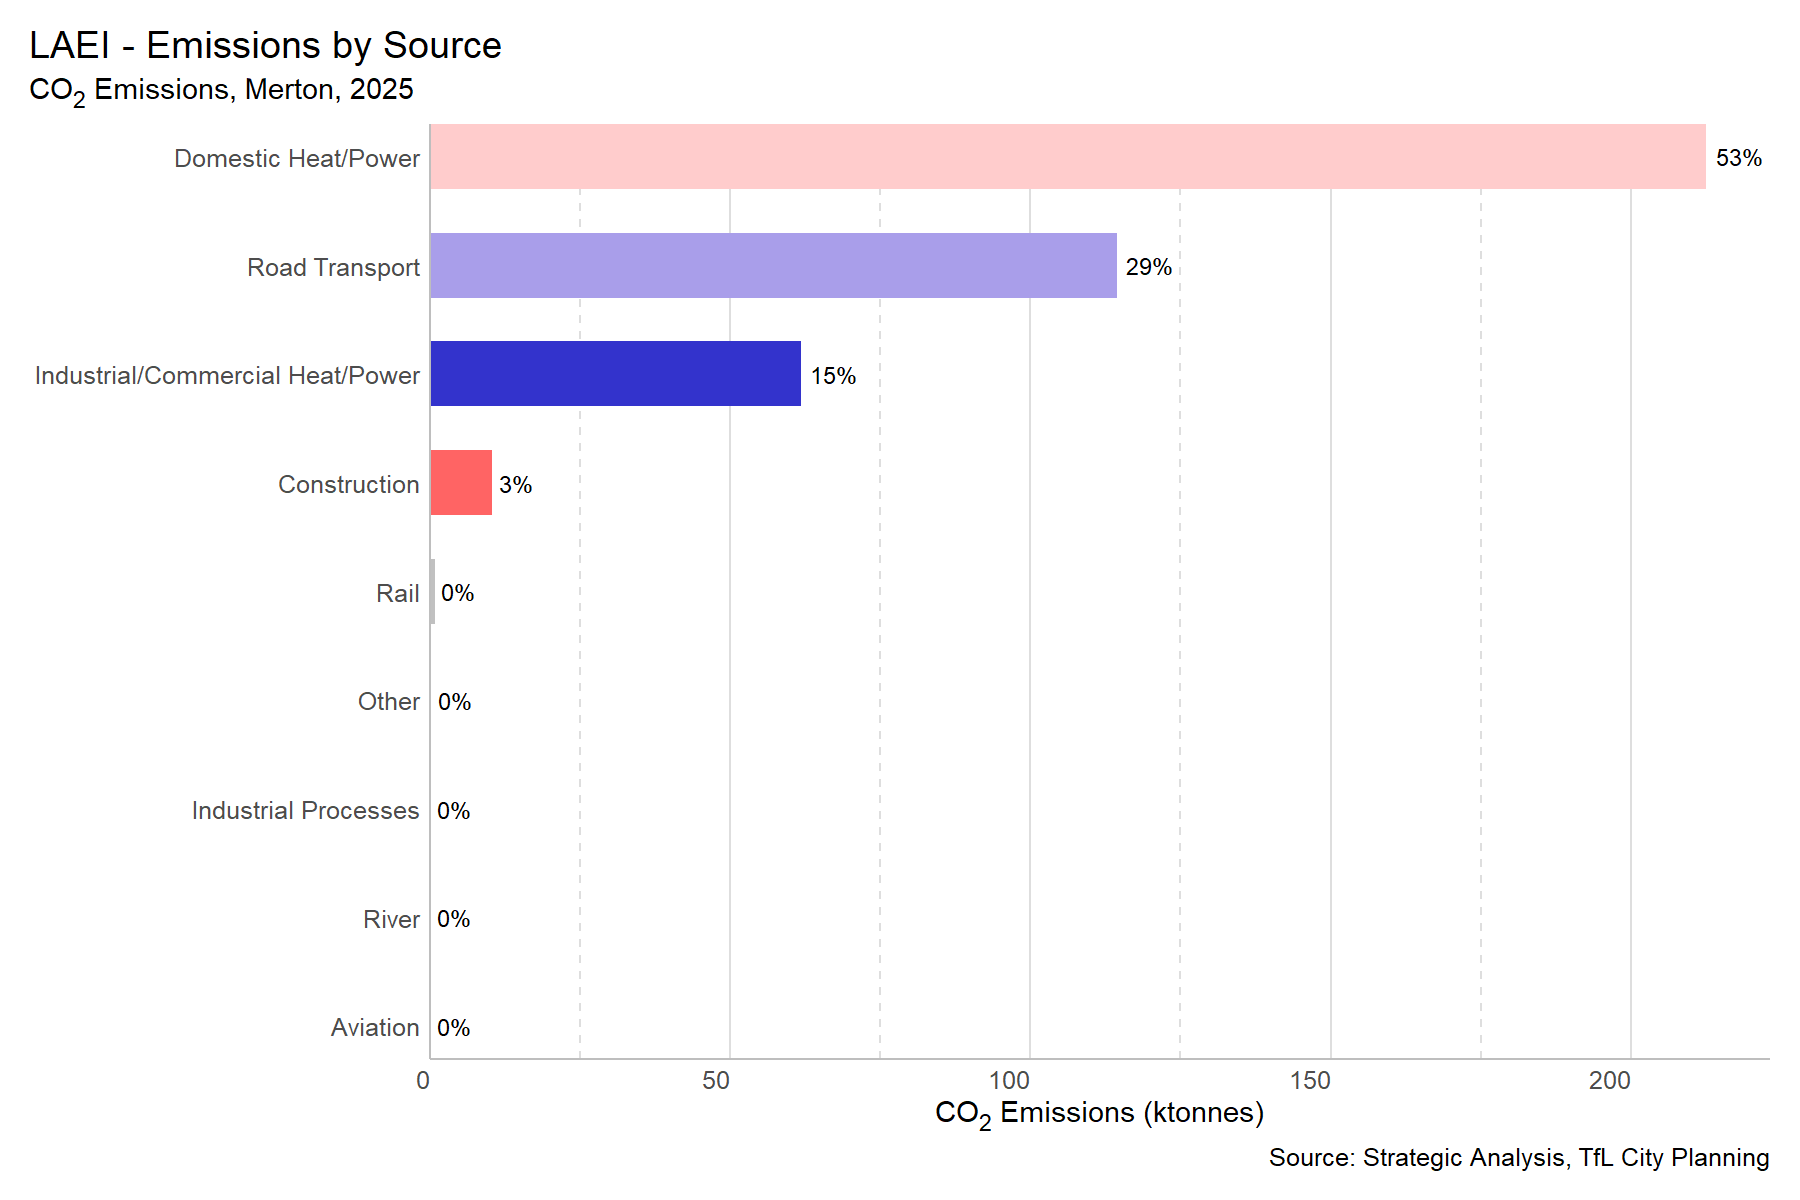 LAEI - Emissions by Source
CO₂ Emissions, Merton, 2025
Domestic Heat/Power 53%
Road Transport 29%
Industrial/Commercial Heat/Power 15%
Construction 3%
Rail 0%
Other 0%
Industrial Processes 0%
River 0%
Aviation 0%
0 50 100 150 200
CO₂ Emissions (ktonnes)
Source: Strategic Analysis, TfL City Planning